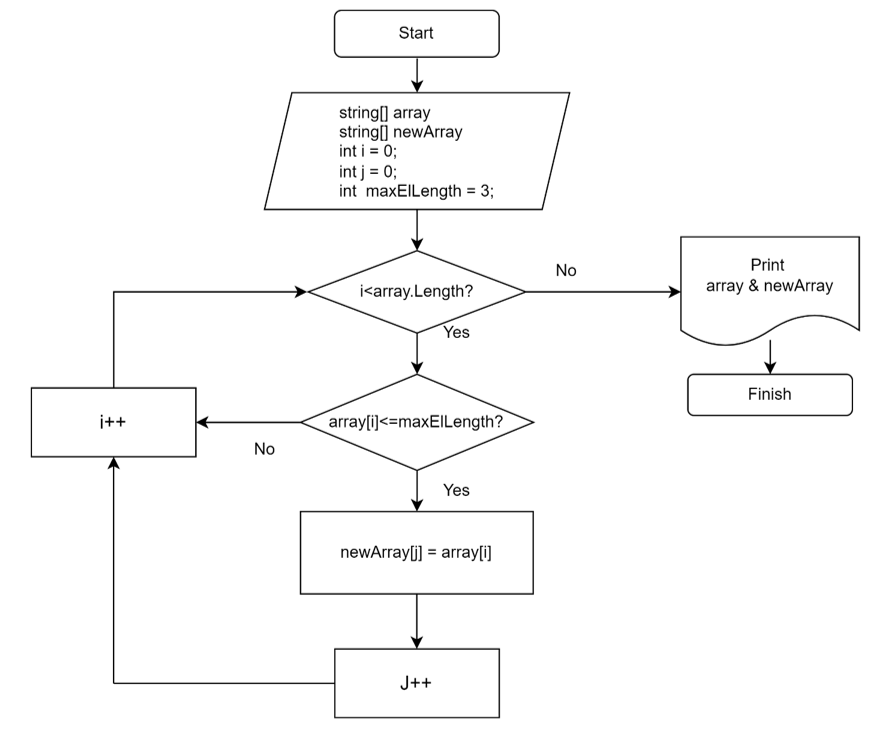 Start
string[] array
string[] newArray
int i = 0;
int j = 0;
int  maxElLength = 3;
i<array.Length?
No
Print
array & newArray
Yes
Finish
i++
array[i]<=maxElLength?
No
Yes
newArray[j] = array[i]
J++